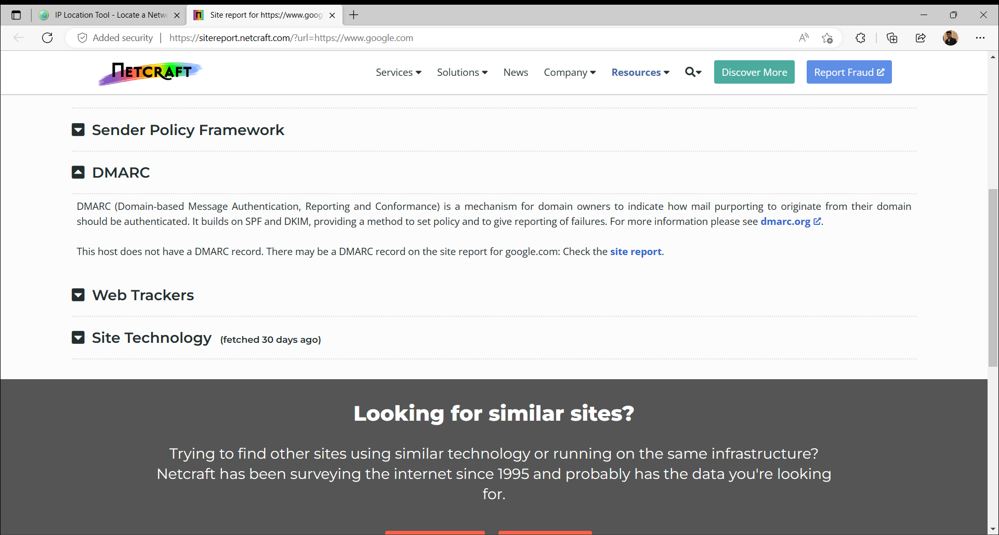 IP Location Tool - Locate a Netw
Site report for https://www.goog
Added security
https://sitereport.netcraft.com/?url=https://www.google.com
NETCRAFT
Services
Solutions
News
Company
Resources
Discover More
Report Fraud
Sender Policy Framework
DMARC
DMARC (Domain-based Message Authentication, Reporting and Conformance) is a mechanism for domain owners to indicate how mail purporting to originate from their domain
should be authenticated. It builds on SPF and DKIM, providing a method to set policy and to give reporting of failures. For more information please see dmarc.org.
This host does not have a DMARC record. There may be a DMARC record on the site report for google.com: Check the site report.
Web Trackers
Site Technology (fetched 30 days ago)
Looking for similar sites?
Trying to find other sites using similar technology or running on the same infrastructure?
Netcraft has been surveying the internet since 1995 and probably has the data you're looking
for.